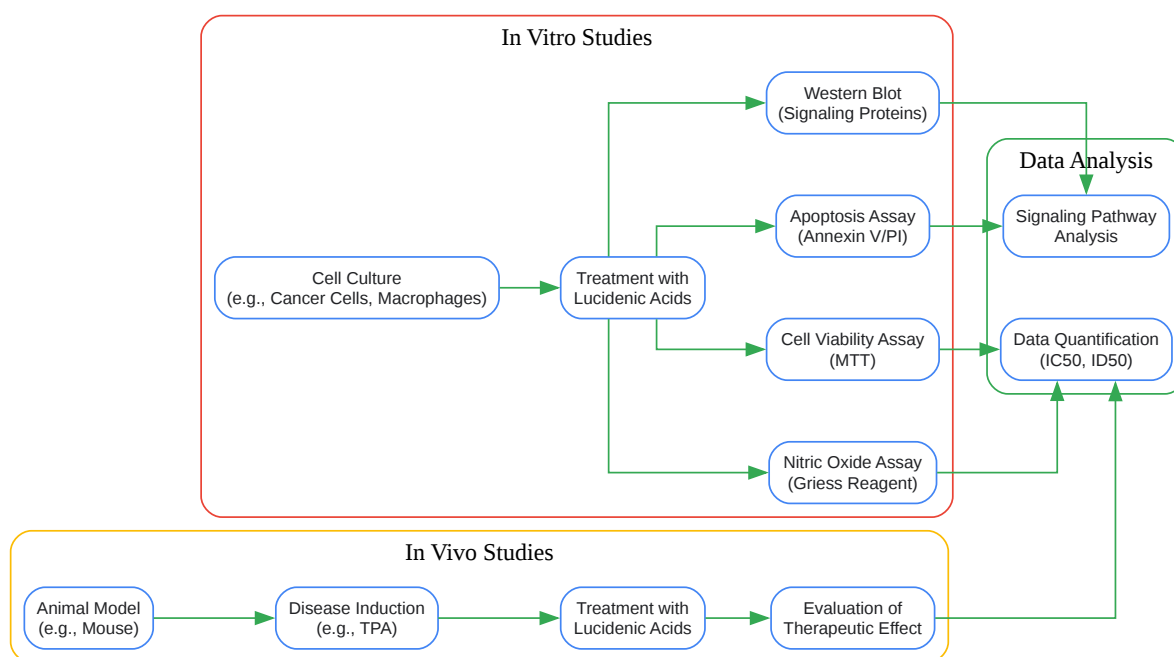 In Vitro Studies
Western Blot
(Signaling Proteins)
Data Analysis
Apoptosis Assay
(Annexin V/PI)
Signaling Pathway
Analysis
Cell Culture
(e.g., Cancer Cells, Macrophages)
Treatment with
Lucidenic Acids
Cell Viability Assay
(MTT)
Data Quantification
(IC50, ID50)
Nitric Oxide Assay
(Griess Reagent)
In Vivo Studies
Animal Model
(e.g., Mouse)
Disease Induction
(e.g., TPA)
Treatment with
Lucidenic Acids
Evaluation of
Therapeutic Effect